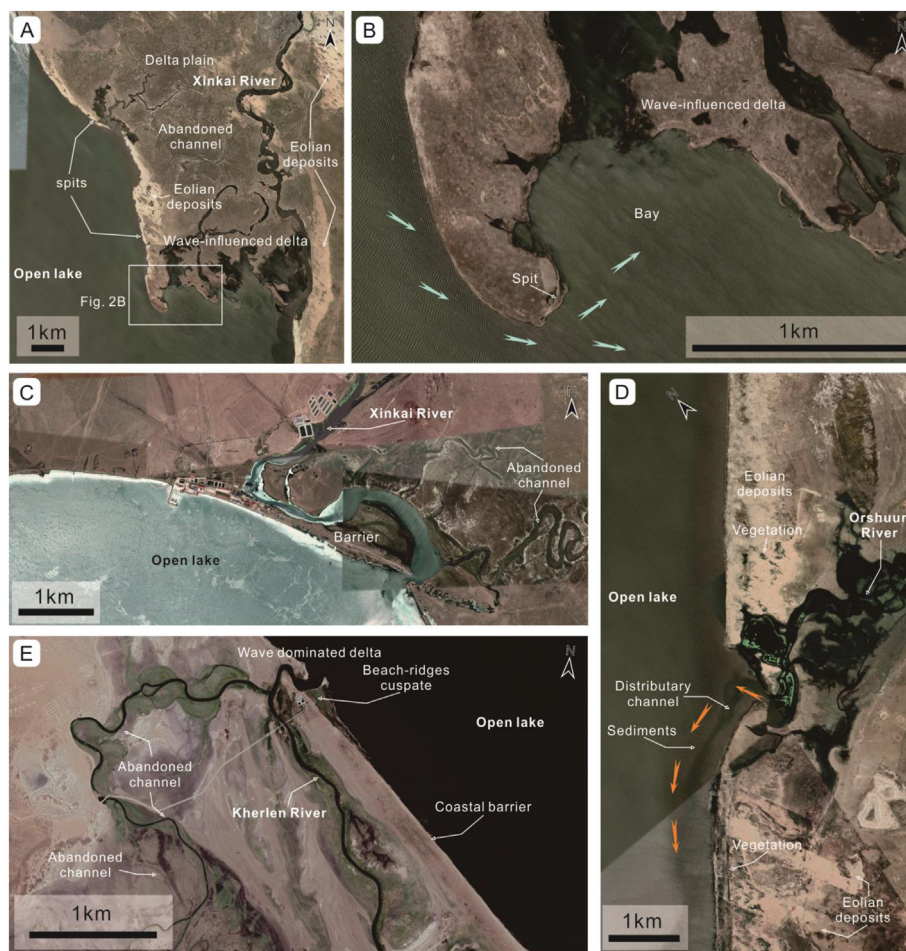 A
N
Delta plain
Xinkai River
Abandoned
channel
Eolian
deposits
spits
Eolian
deposits
Wave-influenced delta
Open lake
Fig. 2B
1km
B
N
Wave-influenced delta
Bay
Spit
1km
C
N
Xinkai River
Abandoned
channel
Barrier
Open lake
1km
D
N
Eolian
deposits
Vegetation
Orshuun
River
Open lake
Distributary
channel
Sediments
Vegetation
Eolian
deposits
1km
E
Wave dominated delta
N
Beach-ridges
cuspate
Open lake
Abandoned
channel
Kherlen River
Coastal barrier
Abandoned
channel
1km